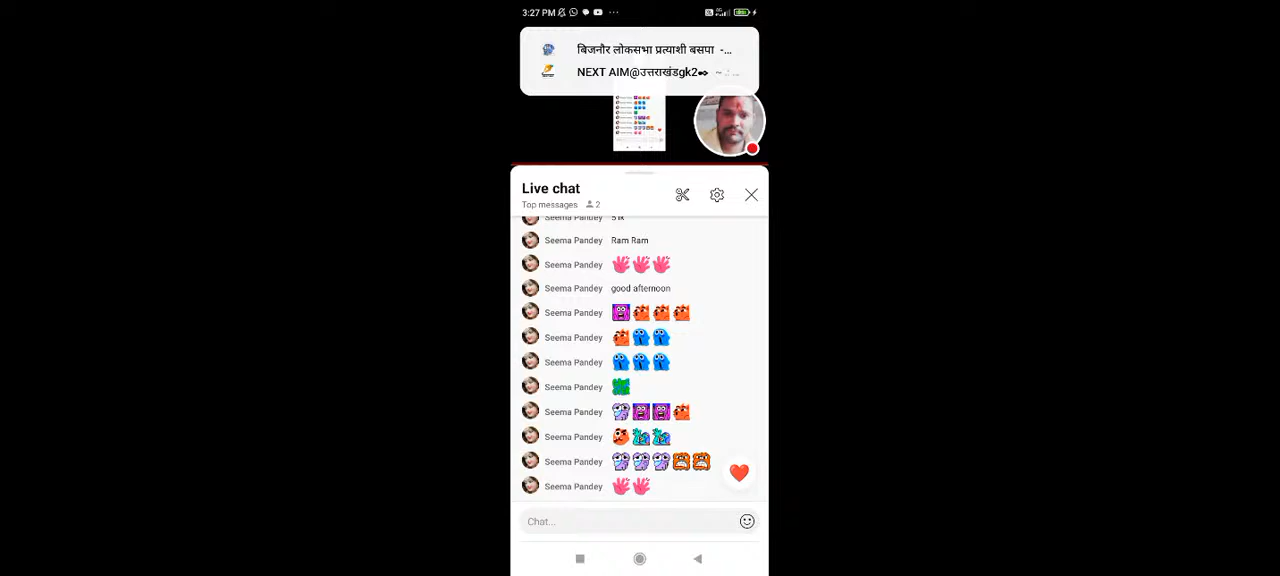 3:27 PM
बिजनौर लोकसभा प्रत्याशी बसपा -...
NEXT AIM@उत्तराखंडgk2✒ ~
Live chat
Top messages 2
Seema Pandey
Seema Pandey Ram Ram
Seema Pandey
Seema Pandey good afternoon
Seema Pandey
Seema Pandey
Seema Pandey
Seema Pandey
Seema Pandey
Seema Pandey
Seema Pandey
Seema Pandey
Chat...